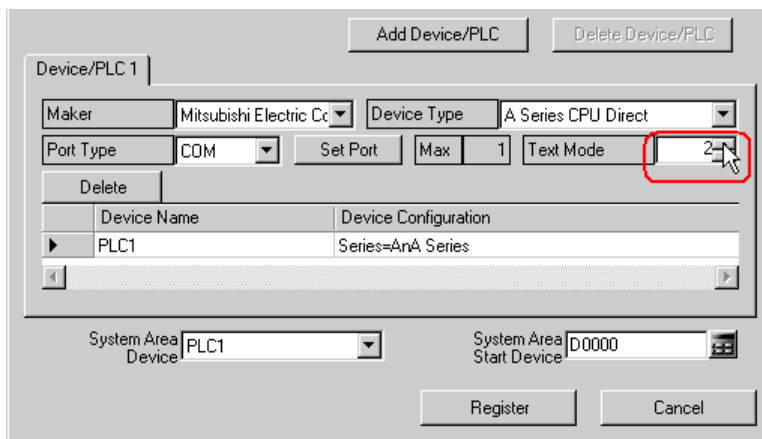 Add Device/PLC Delete Device/PLC
Device/PLC 1
Maker Mitsubishi Electric Co Device Type A Series CPU Direct
Port Type COM Set Port Max 1 Text Mode 2
Delete
Device Name Device Configuration
PLC1 Series=AnA Series
System Area Device PLC1 System Area Start Device D0000
Register Cancel